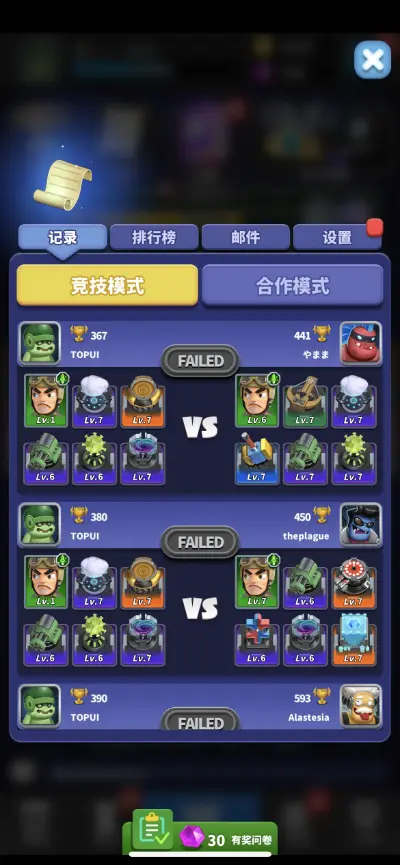 记录 排行榜 邮件 设置
竞技模式 合作模式
367 441
TOPUI FAILED やまま
Lv.1 Lv.7 Lv.7 VS Lv.6 Lv.7 Lv.7
Lv.6 Lv.6 Lv.7 Lv.7 Lv.7 Lv.6
380 450
TOPUI FAILED theplague
Lv.1 Lv.7 Lv.7 VS Lv.7 Lv.6 Lv.7
Lv.6 Lv.6 Lv.7 Lv.6 Lv.7 Lv.7
390 593
TOPUI FAILED Alastesia
30 有奖问卷